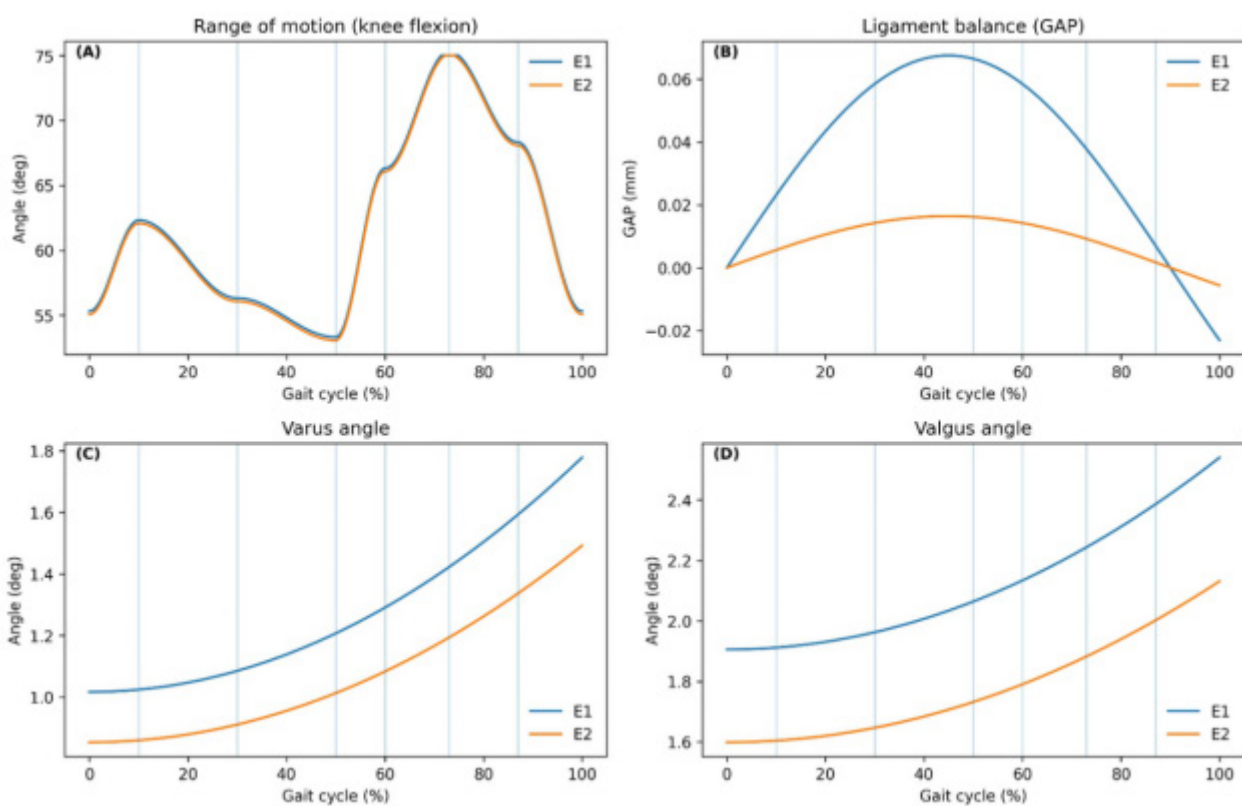 Range of motion (knee flexion)
(A)
E1
E2
75
70
65
60
55
Angle (deg)
0 20 40 60 80 100
Gait cycle (%)
Ligament balance (GAP)
(B)
E1
E2
0.06
0.04
0.02
0.00
−0.02
GAP (mm)
0 20 40 60 80 100
Gait cycle (%)
Varus angle
(C)
1.8
1.6
1.4
1.2
1.0
Angle (deg)
E1
E2
0 20 40 60 80 100
Gait cycle (%)
Valgus angle
(D)
2.4
2.2
2.0
1.8
1.6
Angle (deg)
E1
E2
0 20 40 60 80 100
Gait cycle (%)